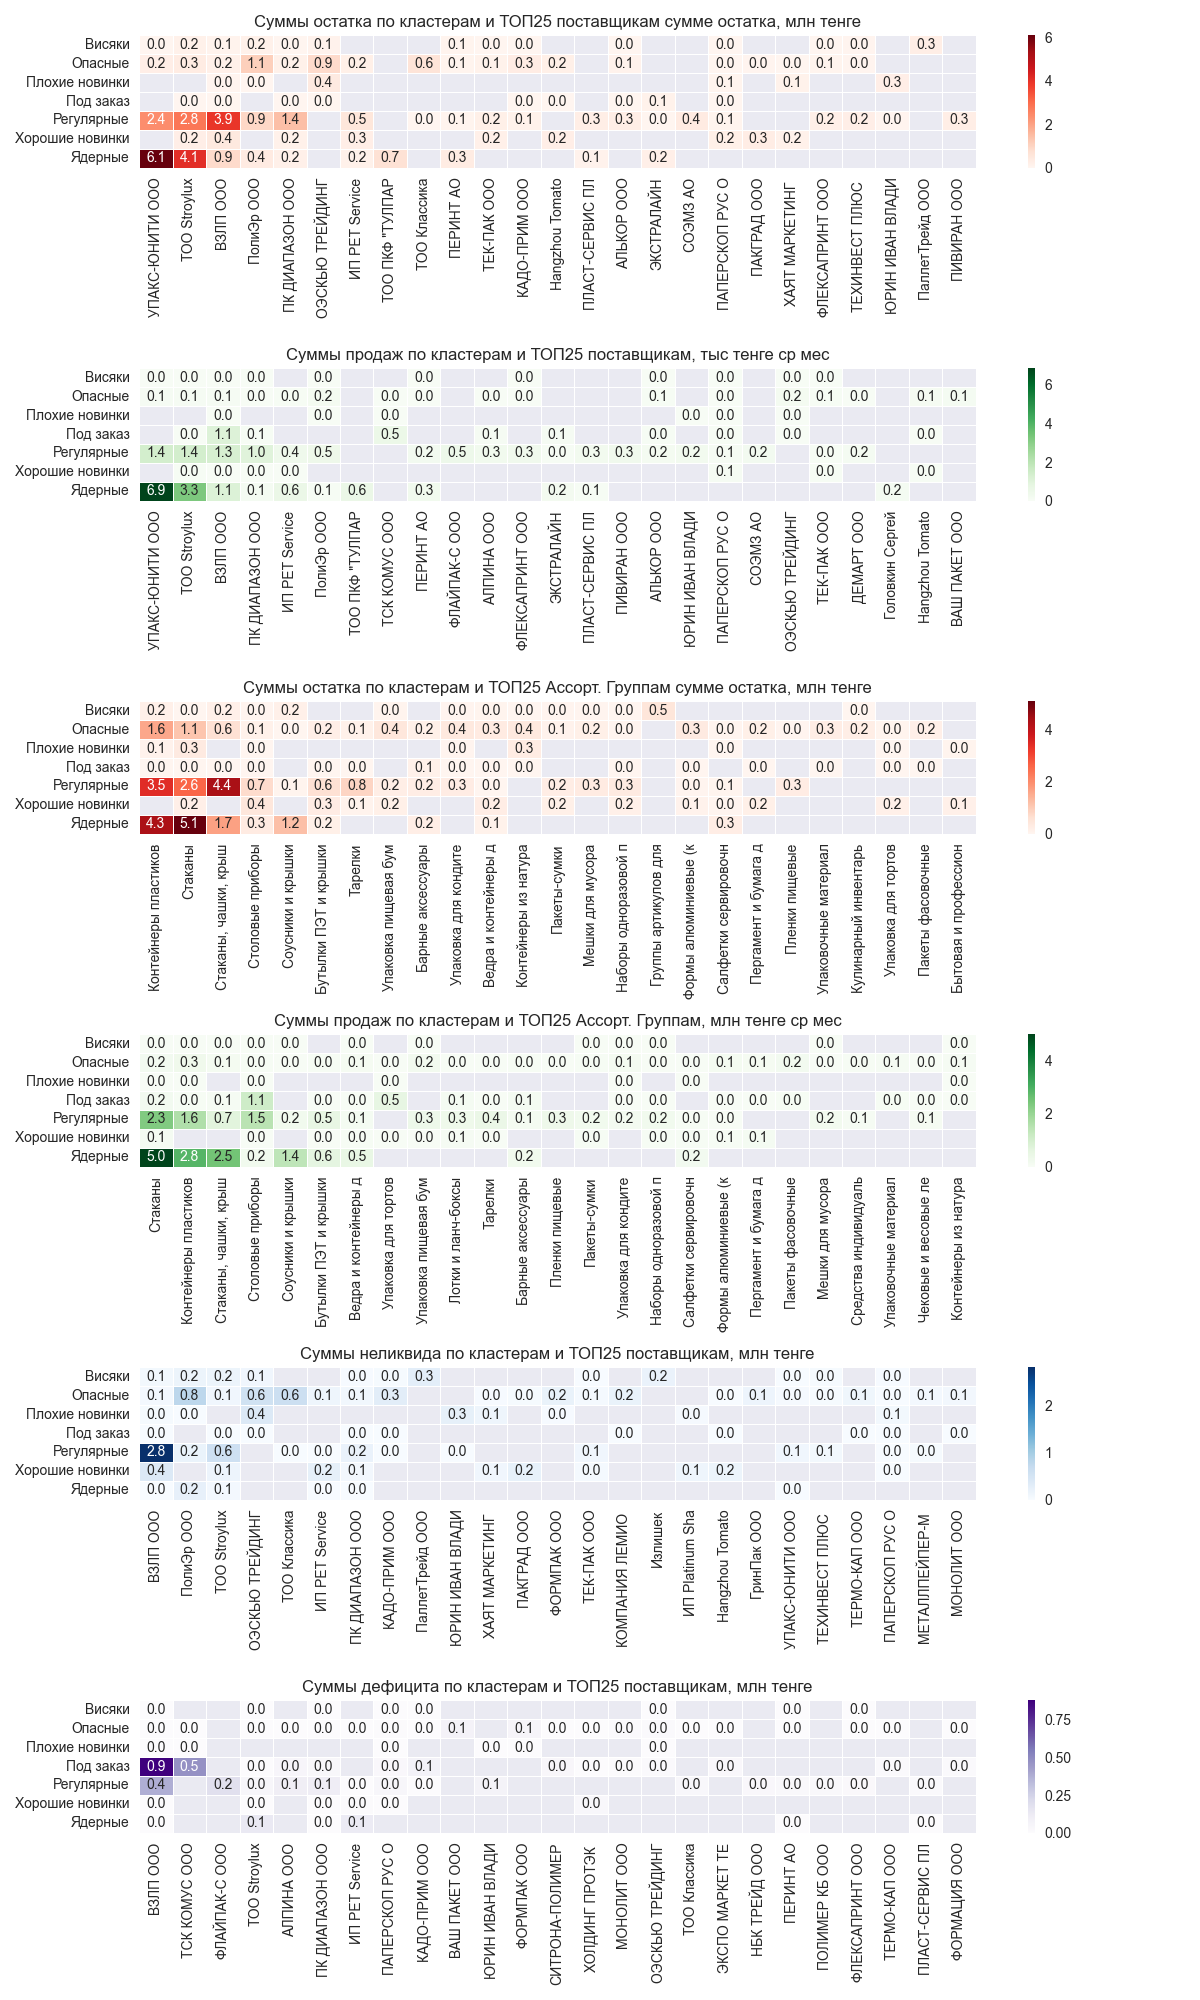 Суммы остатка по кластерам и ТОП25 поставщикам сумме остатка, млн тенге
Висяки 0.0 0.2 0.1 0.2 0.0 0.1 0.1 0.0 0.0 0.0 0.0 0.0 0.0 0.3
Опасные 0.2 0.3 0.2 1.1 0.2 0.9 0.2 0.6 0.1 0.1 0.3 0.2 0.1 0.0 0.0 0.0 0.1 0.0
Плохие новинки 0.0 0.0 0.4 0.1 0.1 0.3
Под заказ 0.0 0.0 0.0 0.0 0.0 0.0 0.0 0.1 0.0
Регулярные 2.4 2.8 3.9 0.9 1.4 0.5 0.0 0.1 0.2 0.1 0.3 0.3 0.0 0.4 0.1 0.2 0.2 0.0 0.3
Хорошие новинки 0.2 0.4 0.2 0.3 0.2 0.2 0.2 0.3 0.2
Ядерные 6.1 4.1 0.9 0.4 0.2 0.2 0.7 0.3 0.1 0.2
6
4
2
0
УПАКС-ЮНИТИ ООО
ТОО Stroylux
ВЗЛП ООО
ПолиЭр ООО
ПК ДИАПАЗОН ООО
ОЭСКЬЮ ТРЕЙДИНГ
ИП РЕТ Service
ТОО ПКФ "ТУЛПАР
ТОО Классика
ПЕРИНТ АО
ТЕК-ПАК ООО
КАДО-ПРИМ ООО
Hangzhou Tomato
ПЛАСТ-СЕРВИС ПЛ
АЛЬКОР ООО
ЭКСТРАЛАЙН
СОЭМЗ АО
ПАПЕРСКОП РУС О
ПАКГРАД ООО
ХАЯТ МАРКЕТИНГ
ФЛЕКСАПРИНТ ООО
ТЕХИНВЕСТ ПЛЮС
ЮРИН ИВАН ВЛАДИ
ПаллетТрейд ООО
ПИВИРАН ООО
Суммы продаж по кластерам и ТОП25 поставщикам, тыс тенге ср мес
Висяки 0.0 0.0 0.0 0.0 0.0 0.0 0.0 0.0 0.0 0.0 0.0
Опасные 0.1 0.1 0.1 0.0 0.0 0.2 0.0 0.0 0.0 0.0 0.1 0.0 0.2 0.1 0.0 0.1 0.1
Плохие новинки 0.0 0.0 0.0 0.0 0.0 0.0
Под заказ 0.0 1.1 0.1 0.5 0.1 0.1 0.0 0.0 0.0 0.0
Регулярные 1.4 1.4 1.3 1.0 0.4 0.5 0.2 0.5 0.3 0.3 0.0 0.3 0.3 0.2 0.2 0.1 0.2 0.0 0.2
Хорошие новинки 0.0 0.0 0.0 0.0 0.1 0.0 0.0
Ядерные 6.9 3.3 1.1 0.1 0.6 0.1 0.6 0.3 0.2 0.1 0.2
6
4
2
0
УПАКС-ЮНИТИ ООО
ТОО Stroylux
ВЗЛП ООО
ПК ДИАПАЗОН ООО
ИП РЕТ Service
ПолиЭр ООО
ТОО ПКФ "ТУЛПАР
ТСК КОМУС ООО
ПЕРИНТ АО
ФЛАЙПАК-С ООО
АЛПИНА ООО
ФЛЕКСАПРИНТ ООО
ЭКСТРАЛАЙН
ПЛАСТ-СЕРВИС ПЛ
ПИВИРАН ООО
АЛЬКОР ООО
ЮРИН ИВАН ВЛАДИ
ПАПЕРСКОП РУС О
СОЭМЗ АО
ОЭСКЬЮ ТРЕЙДИНГ
ТЕК-ПАК ООО
ДЕМАРТ ООО
Головкин Сергей
Hangzhou Tomato
ВАШ ПАКЕТ ООО
Суммы остатка по кластерам и ТОП25 Ассорт. Группам сумме остатка, млн тенге
Висяки 0.2 0.0 0.2 0.0 0.2 0.0 0.0 0.0 0.0 0.0 0.0 0.0 0.5 0.0
Опасные 1.6 1.1 0.6 0.1 0.0 0.2 0.1 0.4 0.2 0.4 0.3 0.4 0.1 0.2 0.0 0.3 0.0 0.2 0.0 0.3 0.2 0.0 0.2
Плохие новинки 0.1 0.3 0.0 0.0 0.3 0.0 0.0 0.0
Под заказ 0.0 0.0 0.0 0.0 0.0 0.0 0.1 0.0 0.0 0.0 0.0 0.0 0.0 0.0 0.0 0.0
Регулярные 3.5 2.6 4.4 0.7 0.1 0.6 0.8 0.2 0.2 0.3 0.0 0.2 0.3 0.3 0.0 0.1 0.3
Хорошие новинки 0.2 0.4 0.3 0.1 0.2 0.2 0.2 0.2 0.1 0.0 0.2 0.2 0.1
Ядерные 4.3 5.1 1.7 0.3 1.2 0.2 0.2 0.1 0.3
4
2
0
Контейнеры пластиков
Стаканы
Стаканы, чашки, крыш
Столовые приборы
Соусники и крышки
Бутылки ПЭТ и крышки
Тарелки
Упаковка пищевая бум
Барные аксессуары
Упаковка для кондите
Ведра и контейнеры д
Контейнеры из натура
Пакеты-сумки
Мешки для мусора
Наборы одноразовой п
Группы артикулов для
Формы алюминиевые (к
Салфетки сервировочн
Пергамент и бумага д
Пленки пищевые
Упаковочные материал
Кулинарный инвентарь
Упаковка для тортов
Пакеты фасовочные
Бытовая и профессион
Суммы продаж по кластерам и ТОП25 Ассорт. Группам, млн тенге ср мес
Висяки 0.0 0.0 0.0 0.0 0.0 0.0 0.0 0.0 0.0 0.0 0.0 0.0
Опасные 0.2 0.3 0.1 0.0 0.0 0.0 0.1 0.0 0.2 0.0 0.0 0.0 0.0 0.0 0.1 0.0 0.0 0.1 0.1 0.2 0.0 0.0 0.1 0.0 0.1
Плохие новинки 0.0 0.0 0.0 0.0 0.0 0.0 0.0
Под заказ 0.2 0.0 0.1 1.1 0.0 0.0 0.5 0.1 0.0 0.1 0.0 0.0 0.0 0.0 0.0 0.0 0.0 0.0
Регулярные 2.3 1.6 0.7 1.5 0.2 0.5 0.1 0.3 0.3 0.4 0.1 0.3 0.2 0.2 0.2 0.0 0.0 0.2 0.1 0.1
Хорошие новинки 0.1 0.0 0.0 0.0 0.0 0.0 0.1 0.0 0.0 0.0 0.0 0.1 0.1
Ядерные 5.0 2.8 2.5 0.2 1.4 0.6 0.5 0.2 0.2
4
2
0
Стаканы
Контейнеры пластиков
Стаканы, чашки, крыш
Столовые приборы
Соусники и крышки
Бутылки ПЭТ и крышки
Ведра и контейнеры д
Упаковка для тортов
Упаковка пищевая бум
Лотки и ланч-боксы
Тарелки
Барные аксессуары
Пленки пищевые
Пакеты-сумки
Упаковка для кондите
Наборы одноразовой п
Салфетки сервировочн
Формы алюминиевые (к
Пергамент и бумага д
Пакеты фасовочные
Мешки для мусора
Средства индивидуаль
Упаковочные материал
Чековые и весовые ле
Контейнеры из натура
Суммы неликвида по кластерам и ТОП25 поставщикам, млн тенге
Висяки 0.1 0.2 0.2 0.1 0.0 0.0 0.3 0.0 0.2 0.0 0.0 0.0
Опасные 0.1 0.8 0.1 0.6 0.6 0.1 0.1 0.3 0.0 0.0 0.2 0.1 0.2 0.0 0.1 0.0 0.0 0.1 0.0 0.1 0.1
Плохие новинки 0.0 0.0 0.4 0.3 0.1 0.0 0.0 0.1
Под заказ 0.0 0.0 0.0 0.0 0.0 0.0 0.0 0.0 0.0 0.0
Регулярные 2.8 0.2 0.6 0.0 0.0 0.2 0.0 0.0 0.1 0.1 0.1 0.0 0.0
Хорошие новинки 0.4 0.1 0.2 0.1 0.1 0.2 0.0 0.1 0.2 0.0
Ядерные 0.0 0.2 0.1 0.0 0.0 0.0
2
1
0
ВЗЛП ООО
ПолиЭр ООО
ТОО Stroylux
ОЭСКЬЮ ТРЕЙДИНГ
ТОО Классика
ИП РЕТ Service
ПК ДИАПАЗОН ООО
КАДО-ПРИМ ООО
ПаллетТрейд ООО
ЮРИН ИВАН ВЛАДИ
ХАЯТ МАРКЕТИНГ
ПАКГРАД ООО
ФОРМПАК ООО
ТЕК-ПАК ООО
КОМПАНИЯ ЛЕМИО
Излишек
ИП Platinum Sha
Hangzhou Tomato
ГринПак ООО
УПАКС-ЮНИТИ ООО
ТЕХИНВЕСТ ПЛЮС
ТЕРМО-КАП ООО
ПАПЕРСКОП РУС О
МЕТАЛЛПЕЙПЕР-М
МОНОЛИТ ООО
Суммы дефицита по кластерам и ТОП25 поставщикам, млн тенге
Висяки 0.0 0.0 0.0 0.0 0.0 0.0 0.0 0.0 0.0
Опасные 0.0 0.0 0.0 0.0 0.0 0.0 0.0 0.0 0.1 0.1 0.0 0.0 0.0 0.0 0.0 0.0 0.0 0.0 0.0 0.0
Плохие новинки 0.0 0.0 0.0 0.0 0.0 0.0
Под заказ 0.9 0.5 0.0 0.0 0.0 0.0 0.1 0.0 0.0 0.0 0.0 0.0 0.0 0.0
Регулярные 0.4 0.2 0.0 0.1 0.1 0.0 0.0 0.0 0.1 0.0 0.0 0.0 0.0 0.0 0.0
Хорошие новинки 0.0 0.0 0.0 0.0 0.0 0.0
Ядерные 0.0 0.1 0.0 0.1 0.0 0.0
0.75
0.50
0.25
0.00
ВЗЛП ООО
ТСК КОМУС ООО
ФЛАЙПАК-С ООО
ТОО Stroylux
АЛПИНА ООО
ПК ДИАПАЗОН ООО
ИП РЕТ Service
ПАПЕРСКОП РУС О
КАДО-ПРИМ ООО
ВАШ ПАКЕТ ООО
ЮРИН ИВАН ВЛАДИ
ФОРМПАК ООО
СИТРОНА-ПОЛИМЕР
ХОЛДИНГ ПРОТЭК
МОНОЛИТ ООО
ОЭСКЬЮ ТРЕЙДИНГ
ТОО Классика
ЭКСПО МАРКЕТ ТЕ
НБК ТРЕЙД ООО
ПЕРИНТ АО
ПОЛИМЕР КБ ООО
ФЛЕКСАПРИНТ ООО
ТЕРМО-КАП ООО
ПЛАСТ-СЕРВИС ПЛ
ФОРМАЦИЯ ООО